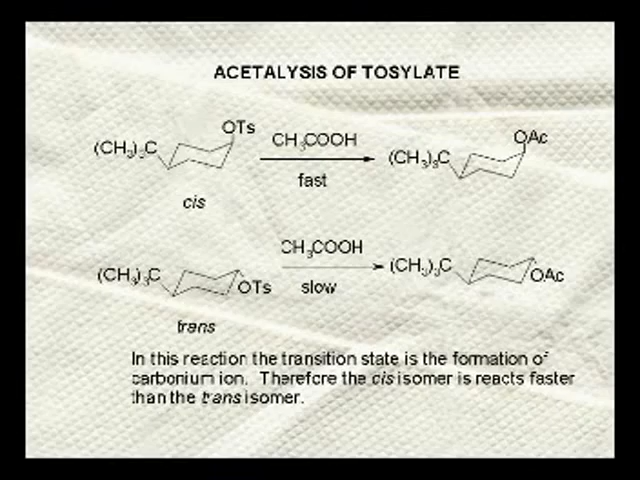 ACETALYSIS OF TOSYLATE
OTs
(CH₃)₃C
CH₃COOH
fast
OAc
(CH₃)₃C
cis
(CH₃)₃C
OTs
CH₃COOH
slow
(CH₃)₃C
OAc
trans
In this reaction the transition state is the formation of
carbonium ion. Therefore the cis isomer is reacts faster
than the trans isomer.